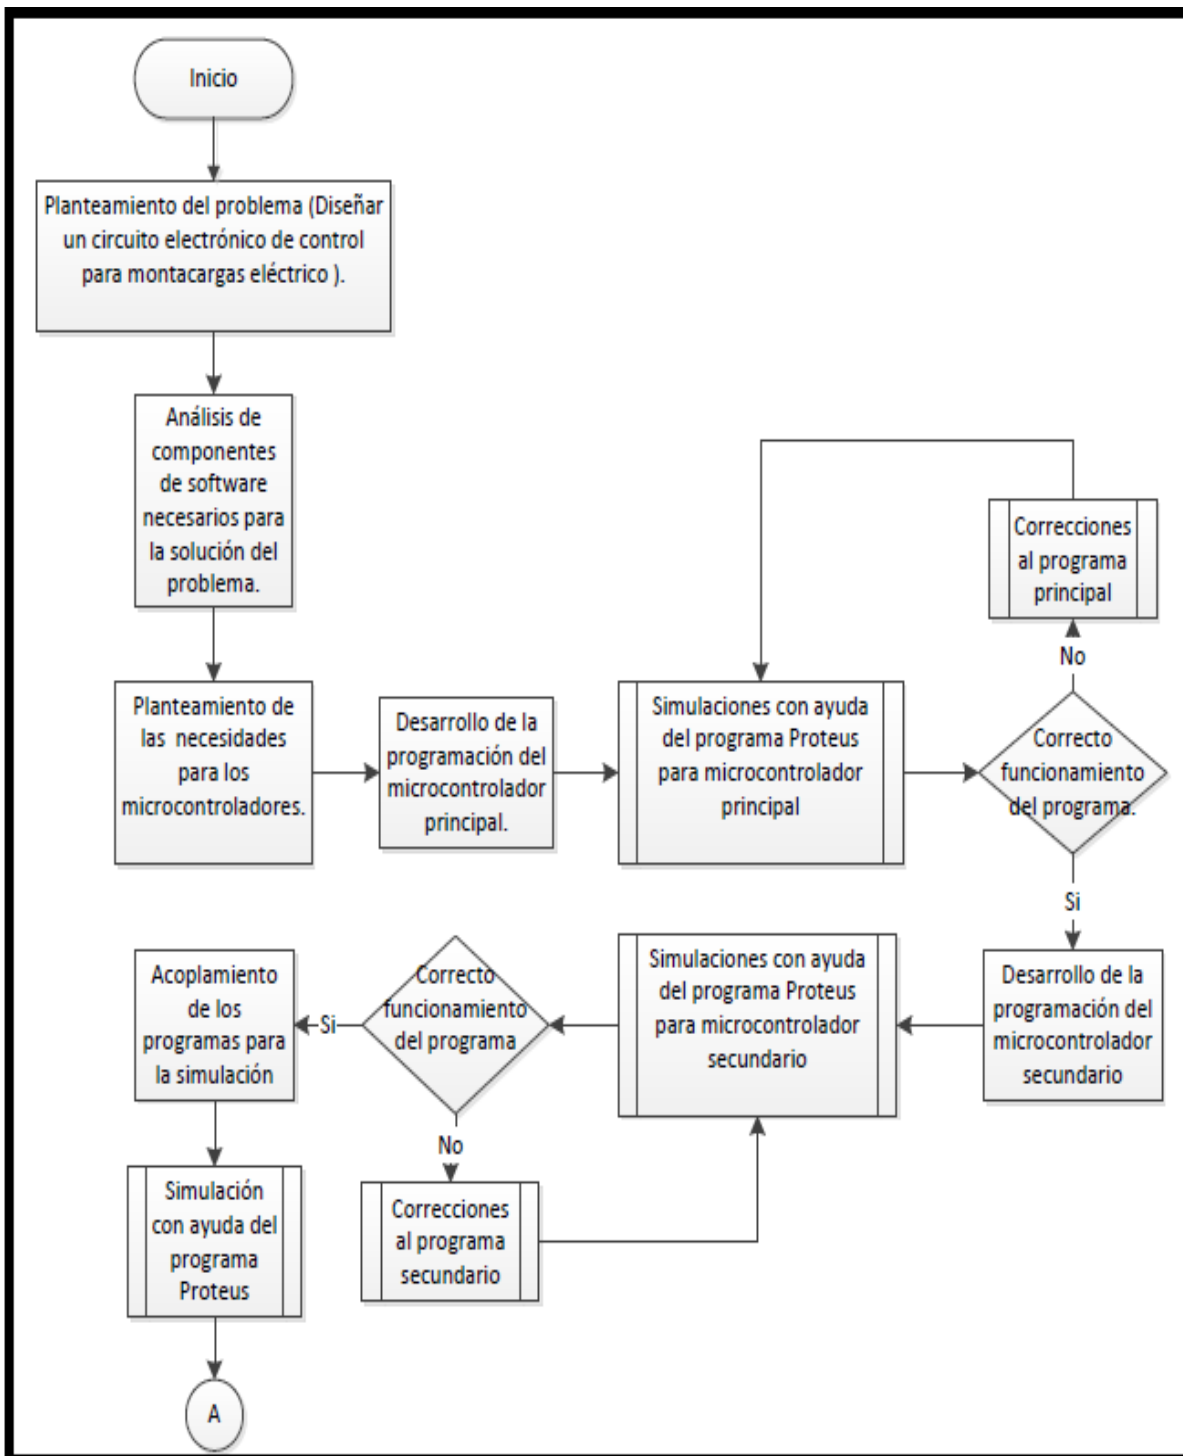 Inicio
Planteamiento del problema (Diseñar
un circuito electrónico de control
para montacargas eléctrico ).
Análisis de
componentes
de software
necesarios para
la solución del
problema.
Planteamiento de
las necesidades
para los
microcontroladores.
Desarrollo de la
programación del
microcontrolador
principal.
Simulaciones con ayuda
del programa Proteus
para microcontrolador
principal
Correcto
funcionamiento
del programa.
No
Correcciones
al programa
principal
Si
Desarrollo de la
programación del
microcontrolador
secundario
Simulaciones con ayuda
del programa Proteus
para microcontrolador
secundario
Correcto
funcionamiento
del programa
No
Correcciones
al programa
secundario
Si
Acoplamiento
de los
programas para
la simulación
Simulación
con ayuda del
programa
Proteus
A